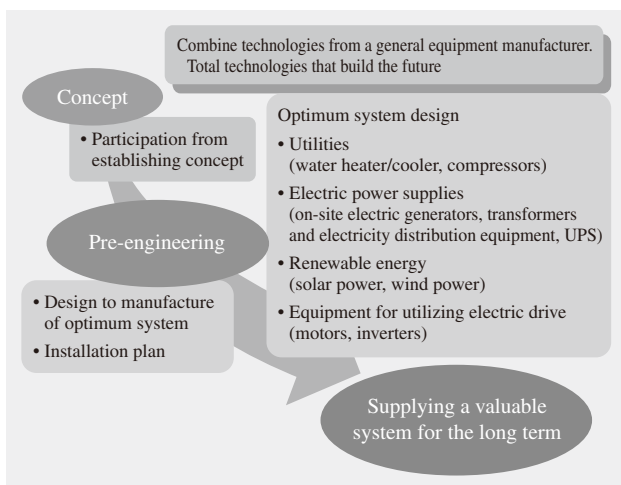 Combine technologies from a general equipment manufacturer.
Total technologies that build the future
Concept
• Participation from
establishing concept
Optimum system design
• Utilities
(water heater/cooler, compressors)
• Electric power supplies
(on-site electric generators, transformers
and electricity distribution equipment, UPS)
• Renewable energy
(solar power, wind power)
• Equipment for utilizing electric drive
(motors, inverters)
Pre-engineering
• Design to manufacture
of optimum system
• Installation plan
Supplying a valuable
system for the long term